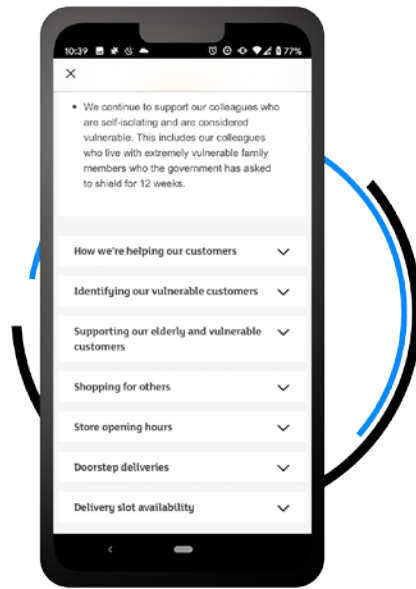 10:39
77%
• We continue to support our colleagues who
are self-isolating and are considered
vulnerable. This includes our colleagues
who live with extremely vulnerable family
members who the government has asked
to shield for 12 weeks.
How we're helping our customers
Identifying our vulnerable customers
Supporting our elderly and vulnerable
customers
Shopping for others
Store opening hours
Doorstep deliveries
Delivery slot availability